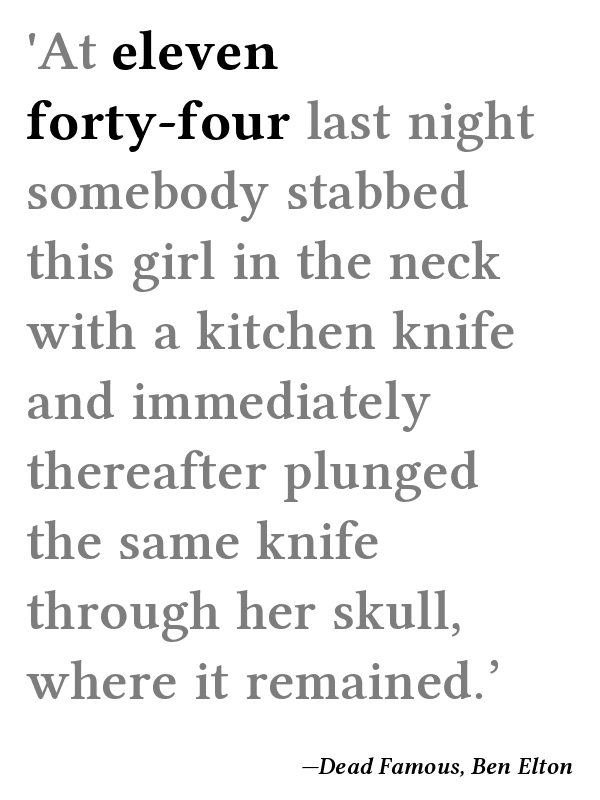 'At eleven
forty-four last night
somebody stabbed
this girl in the neck
with a kitchen knife
and immediately
thereafter plunged
the same knife
through her skull,
where it remained.’
—Dead Famous, Ben Elton